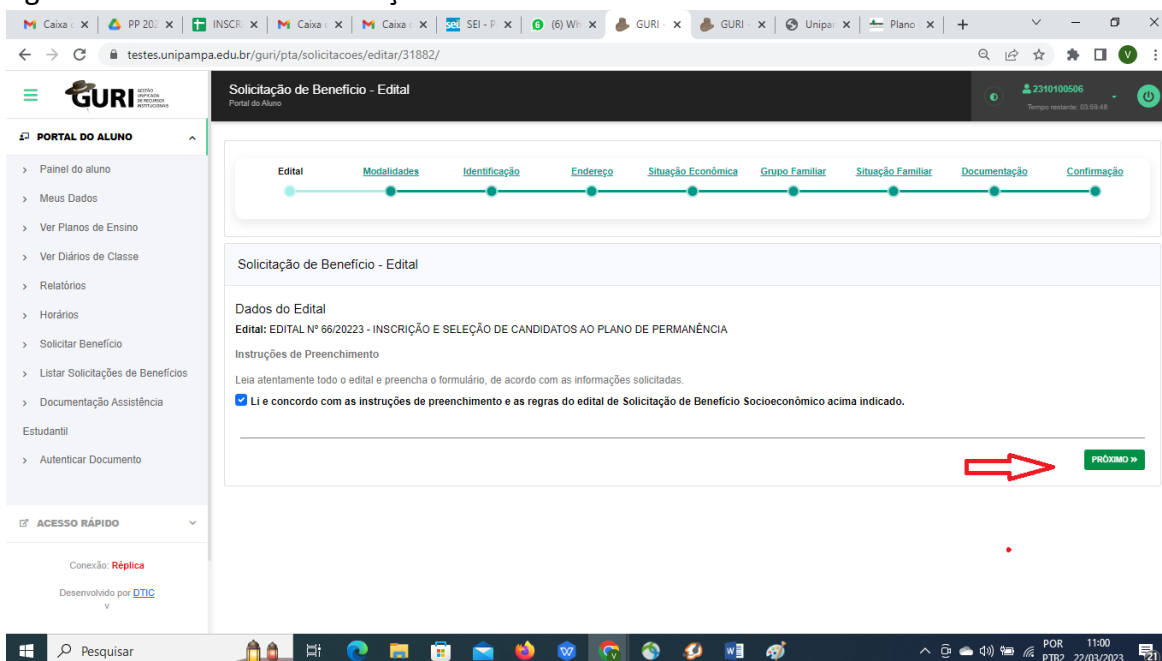 Caixa
PP 202
INSCRI
Caixa
Caixa
SEI - P
(6) Wh
GURI -
GURI -
Unipar
Plano
testes.unipampa.edu.br/guri/pta/solicitacoes/editar/31882/
V
GURI GESTÃO UNIFICADA DE RECURSOS INSTITUCIONAIS
Solicitação de Benefício - Edital
Portal do Aluno
2310100506
Tempo restante: 03:59:48
PORTAL DO ALUNO
Painel do aluno
Meus Dados
Ver Planos de Ensino
Ver Diários de Classe
Relatórios
Horários
Solicitar Benefício
Listar Solicitações de Benefícios
Documentação Assistência
Estudantil
Autenticar Documento
ACESSO RÁPIDO
Conexão: Réplica
Desenvolvido por DTIC
v
Edital Modalidades Identificação Endereço Situação Econômica Grupo Familiar Situação Familiar Documentação Confirmação
Solicitação de Benefício - Edital
Dados do Edital
Edital: EDITAL Nº 66/20223 - INSCRIÇÃO E SELEÇÃO DE CANDIDATOS AO PLANO DE PERMANÊNCIA
Instruções de Preenchimento
Leia atentamente todo o edital e preencha o formulário, de acordo com as informações solicitadas.
Li e concordo com as instruções de preenchimento e as regras do edital de Solicitação de Benefício Socioeconômico acima indicado.
PRÓXIMO »
Pesquisar
POR 11:00
PTB2 22/03/2023
21